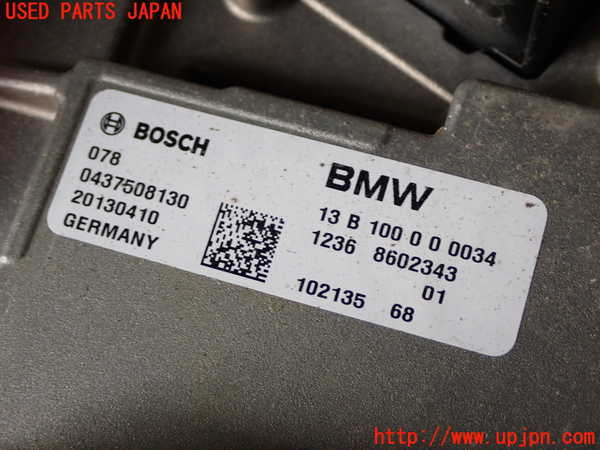 USED PARTS JAPAN
BOSCH
078
0437508130
20130410
GERMANY
BMW
13 B 100 0 0 0034
1236 8602343
01
102135 68
http://www.upjpn.com/